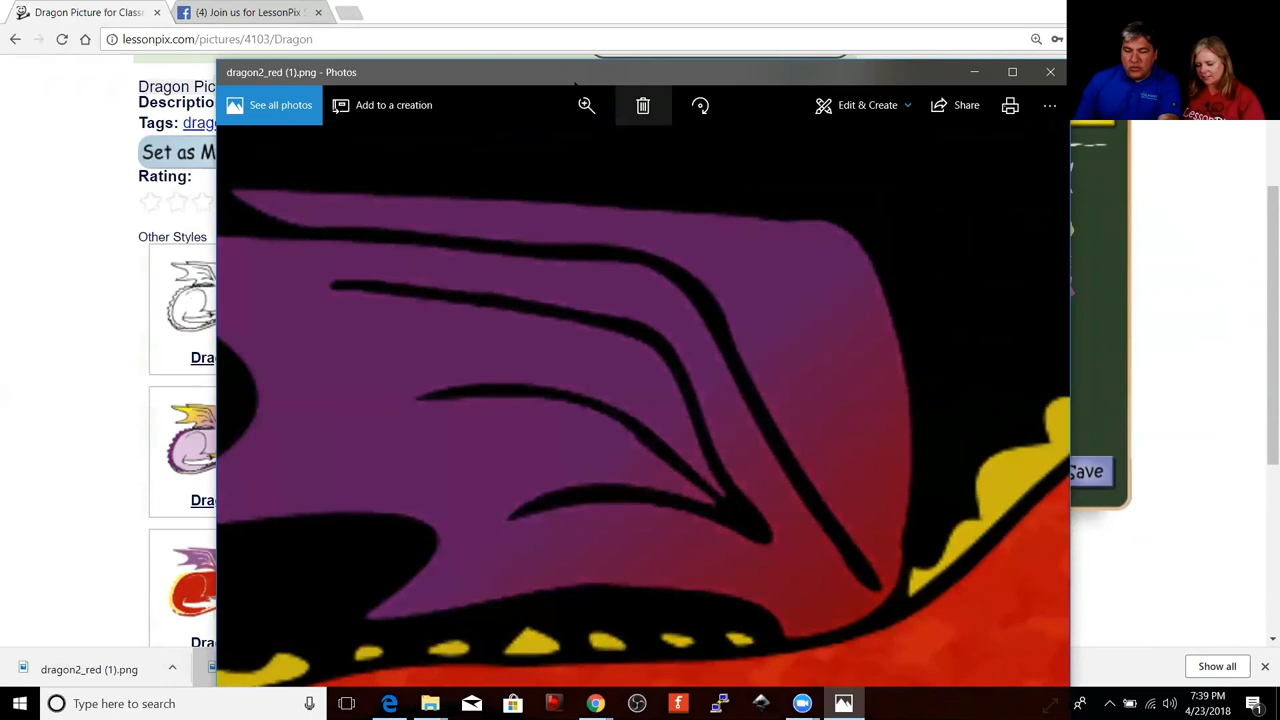 Dragon Picture for Classe
(4) Join us for LessonPix
lessonpix.com/pictures/4103/Dragon
dragon2_red (1).png - Photos
See all photos
Add to a creation
Edit & Create
Share
Dragon Pic
Descriptio
Tags: drago
Set as M
Rating:
Other Styles
Drag
Drag
Drag
Save
dragon2_red (1).png
Show all
Type here to search
7:39 PM
4/23/2018